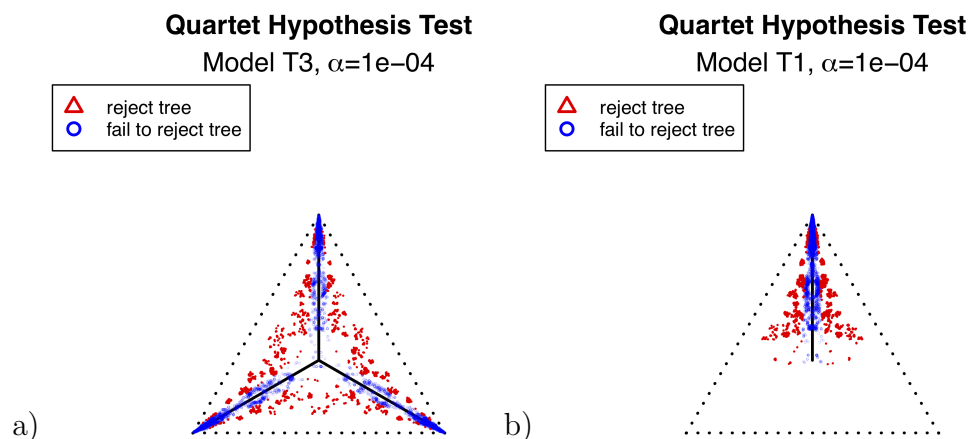 Quartet Hypothesis Test
Model T3, α=1e−04
reject tree
fail to reject tree
a)
Quartet Hypothesis Test
Model T1, α=1e−04
reject tree
fail to reject tree
b)